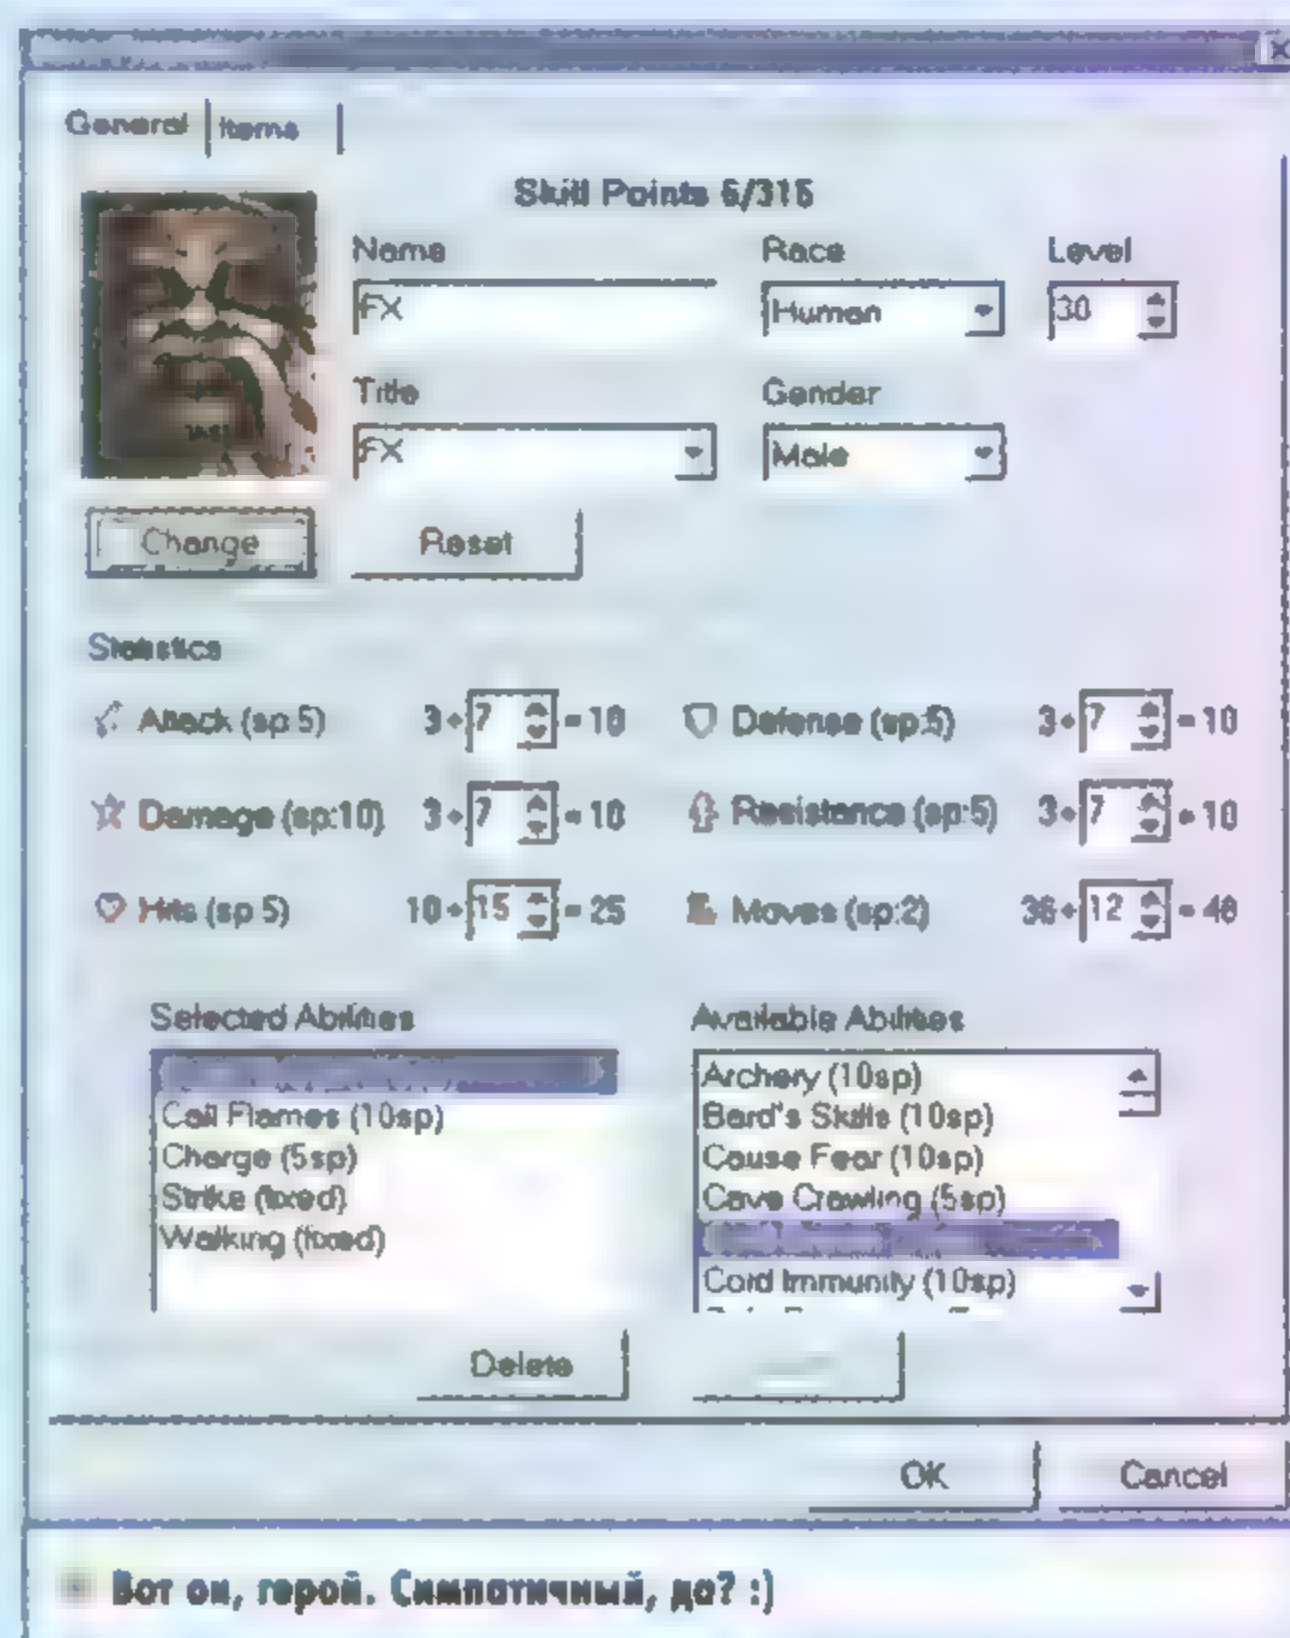 General Items
Skill Points 5/315
Name Race Level
FX Human 30
Title Gender
FX Male
Change Reset
Statistics
Attack (sp:5) 3+7=10 Defense (sp:5) 3+7=10
Damage (sp:10) 3+7=10 Resistance (sp:5) 3+7=10
Hits (sp:5) 10+15=25 Moves (sp:2) 36+12=48
Selected Abilities Available Abilities
Archery (10sp)
Call Flames (10sp) Bard's Skills (10sp)
Charge (5sp) Cause Fear (10sp)
Strike (fixed) Cave Crawling (5sp)
Walking (fixed)
Cold Immunity (10sp)
Delete
OK Cancel
Вот он, герой. Симпатичный, да? :)